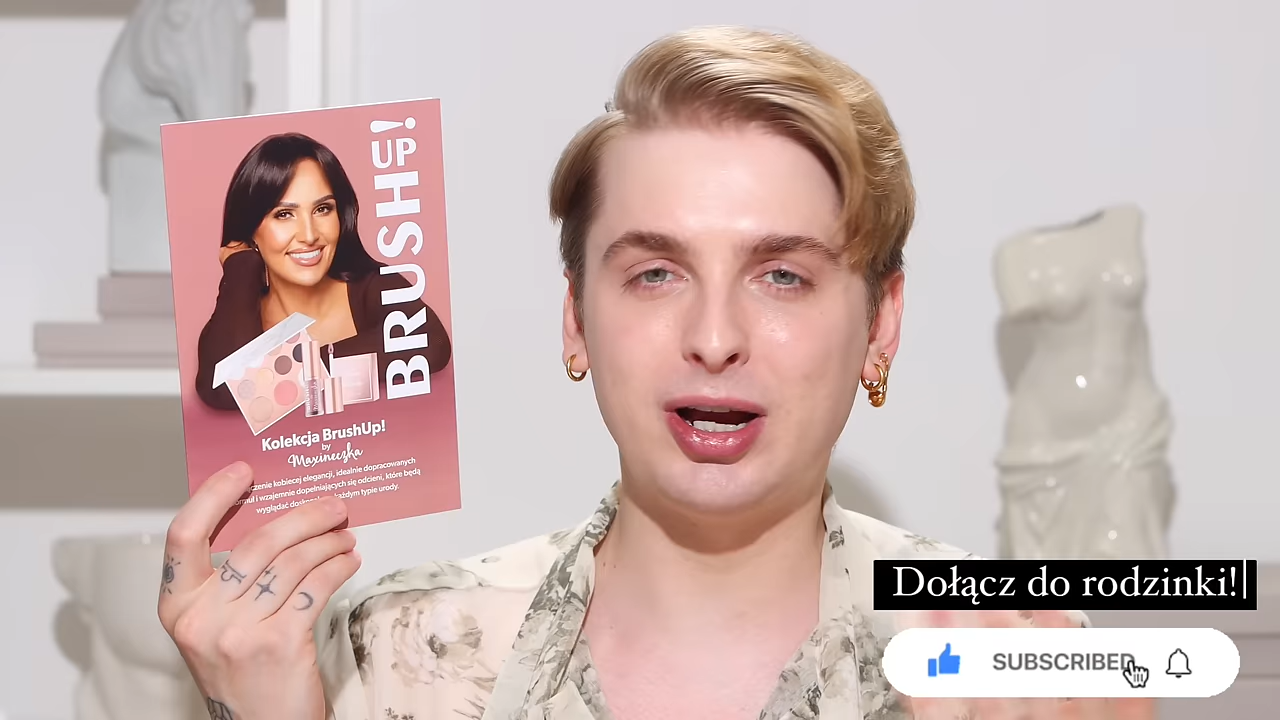 BRUSH UP!
Kolekcja BrushUp!
by
Maxineczka
kobiecej elegancji, idealnie dopracowanych
i wzajemnie dopełniających się odcieni, które będą
wyglądać każdym typie urody.
Dołącz do rodzinki!
SUBSCRIBED